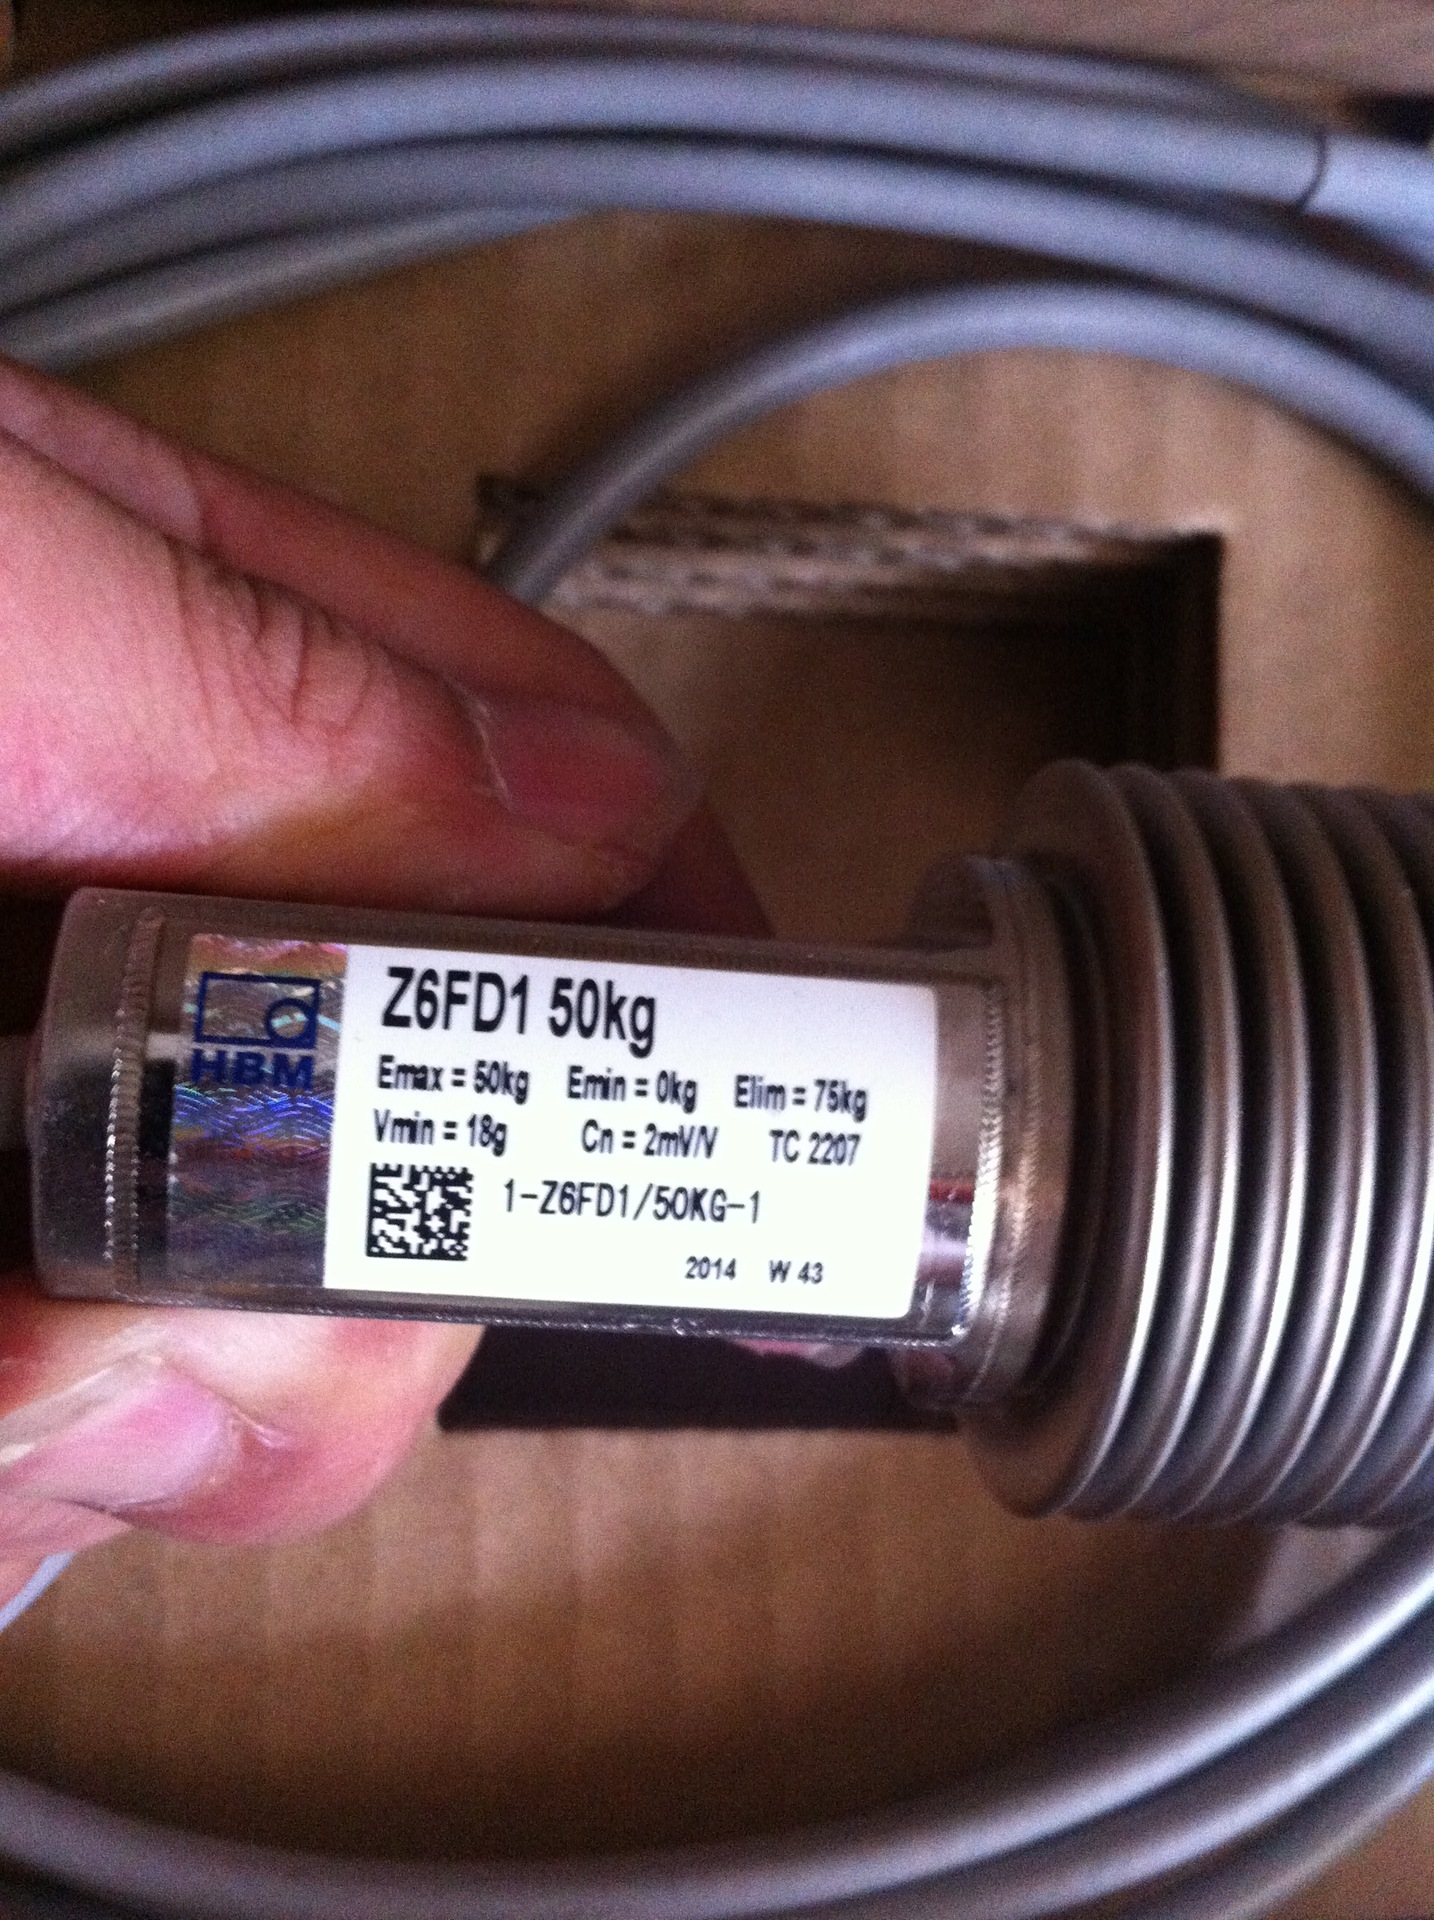 HBM
Z6FD1 50kg
Emax = 50kg Emin = 0kg Elim = 75kg
Vmin = 18g Cn = 2mV/V TC 2207
1-Z6FD1/50KG-1
2014 W 43